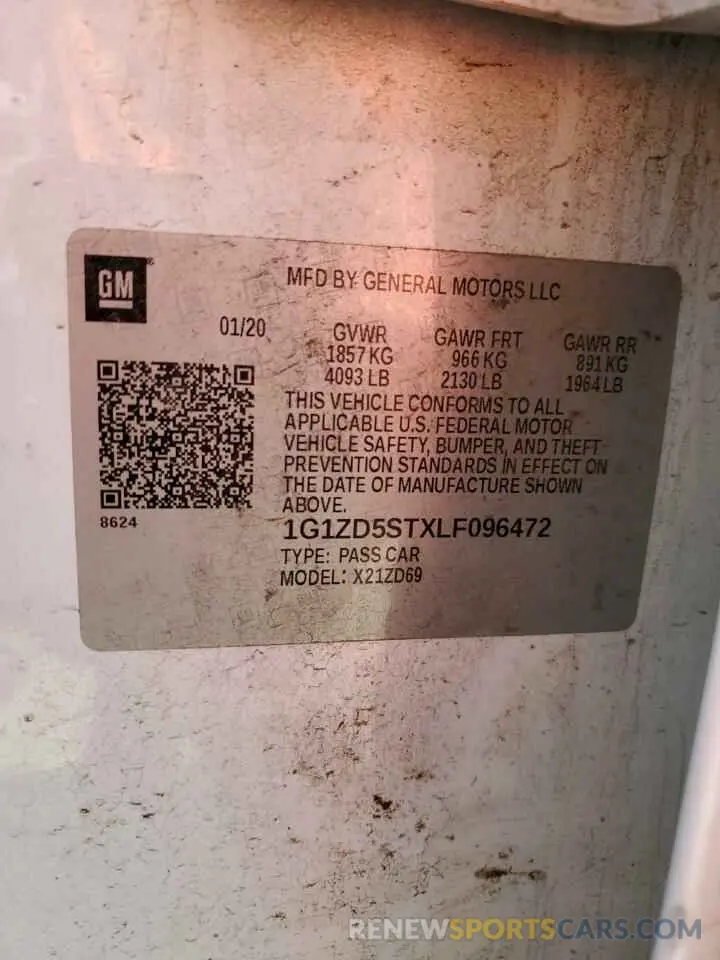 GM
MFD BY GENERAL MOTORS LLC
01/20
GVWR GAWR FRT GAWR RR
1857 KG 966 KG 891 KG
4093 LB 2130 LB 1964 LB
THIS VEHICLE CONFORMS TO ALL
APPLICABLE U.S. FEDERAL MOTOR
VEHICLE SAFETY, BUMPER, AND THEFT
PREVENTION STANDARDS IN EFFECT ON
THE DATE OF MANUFACTURE SHOWN
ABOVE.
8624
1G1ZD5STXLF096472
TYPE: PASS CAR
MODEL: X21ZD69
RENEWSPORTSCARS.COM